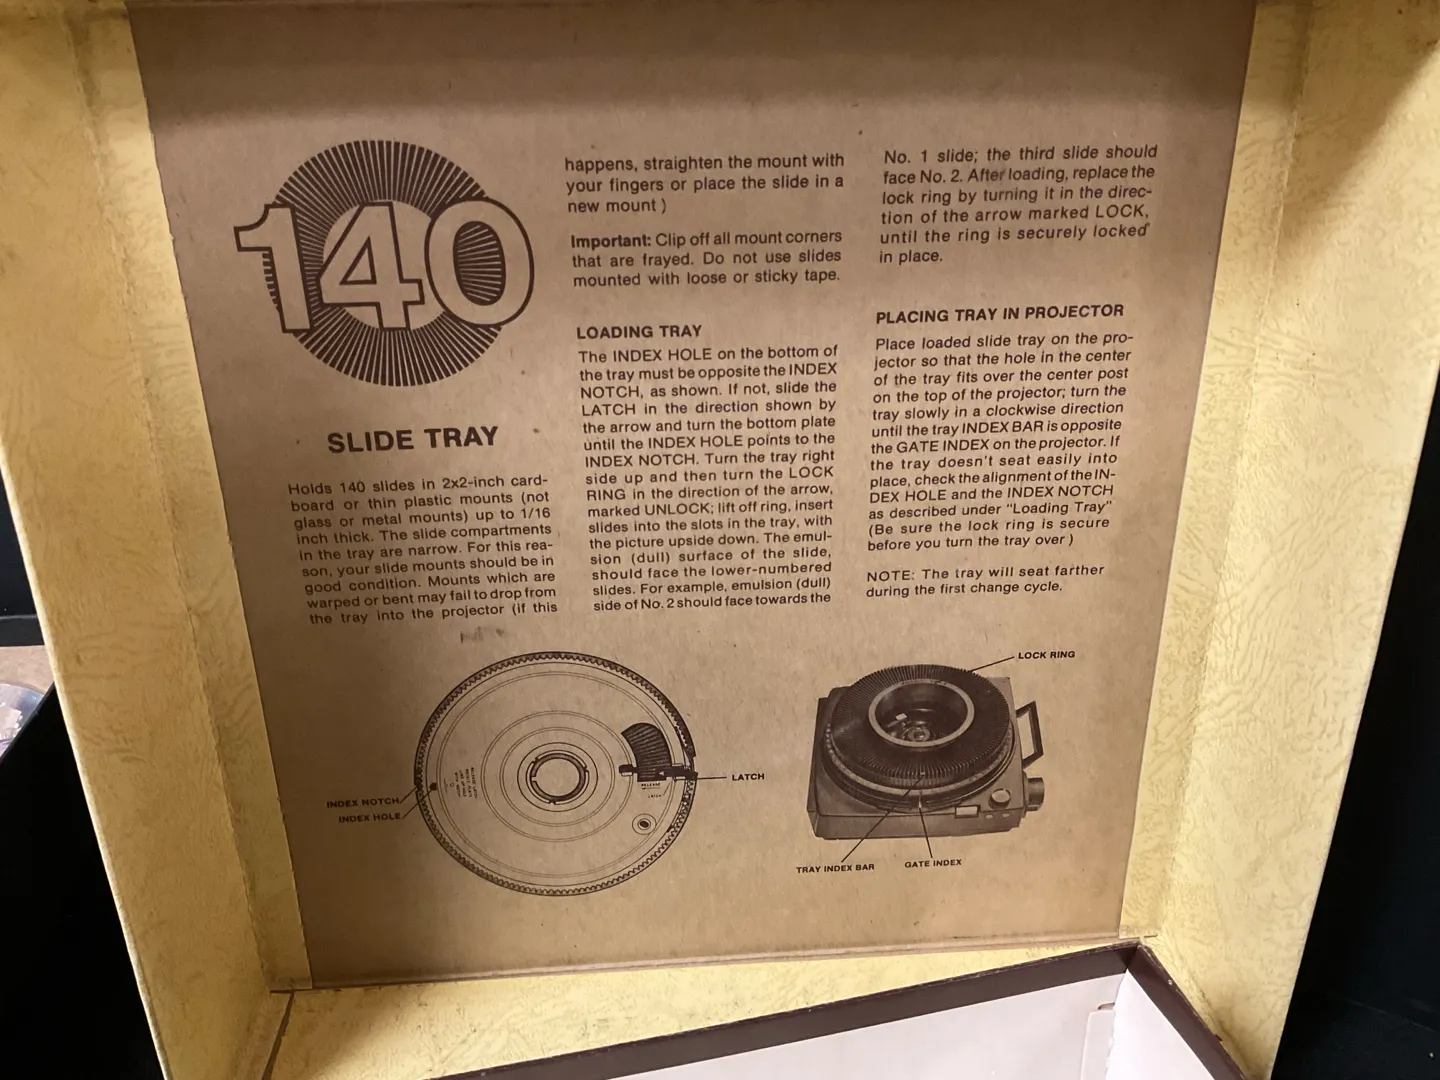 140
SLIDE TRAY
Holds 140 slides in 2x2-inch card-
board or thin plastic mounts (not
glass or metal mounts) up to 1/16
inch thick. The slide compartments
in the tray are narrow. For this rea-
son, your slide mounts should be in
good condition. Mounts which are
warped or bent may fail to drop from
the tray into the projector (if this
happens, straighten the mount with
your fingers or place the slide in a
new mount )
Important: Clip off all mount corners
that are frayed. Do not use slides
mounted with loose or sticky tape.
LOADING TRAY
The INDEX HOLE on the bottom of
the tray must be opposite the INDEX
NOTCH, as shown. If not, slide the
LATCH in the direction shown by
the arrow and turn the bottom plate
until the INDEX HOLE points to the
INDEX NOTCH. Turn the tray right
side up and then turn the LOCK
RING in the direction of the arrow,
marked UNLOCK; lift off ring, insert
slides into the slots in the tray, with
the picture upside down. The emul-
sion (dull) surface of the slide,
should face the lower-numbered
slides. For example, emulsion (dull)
side of No. 2 should face towards the
No. 1 slide; the third slide should
face No. 2. After loading, replace the
lock ring by turning it in the direc-
tion of the arrow marked LOCK,
until the ring is securely locked
in place.
PLACING TRAY IN PROJECTOR
Place loaded slide tray on the pro-
jector so that the hole in the center
of the tray fits over the center post
on the top of the projector; turn the
tray slowly in a clockwise direction
until the tray INDEX BAR is opposite
the GATE INDEX on the projector. If
the tray doesn't seat easily into
place, check the alignment of the IN-
DEX HOLE and the INDEX NOTCH
as described under "Loading Tray"
(Be sure the lock ring is secure
before you turn the tray over )
NOTE: The tray will seat farther
during the first change cycle.
INDEX NOTCH
INDEX HOLE
RELEASE
LATCH
LATCH
LOCK RING
TRAY INDEX BAR
GATE INDEX